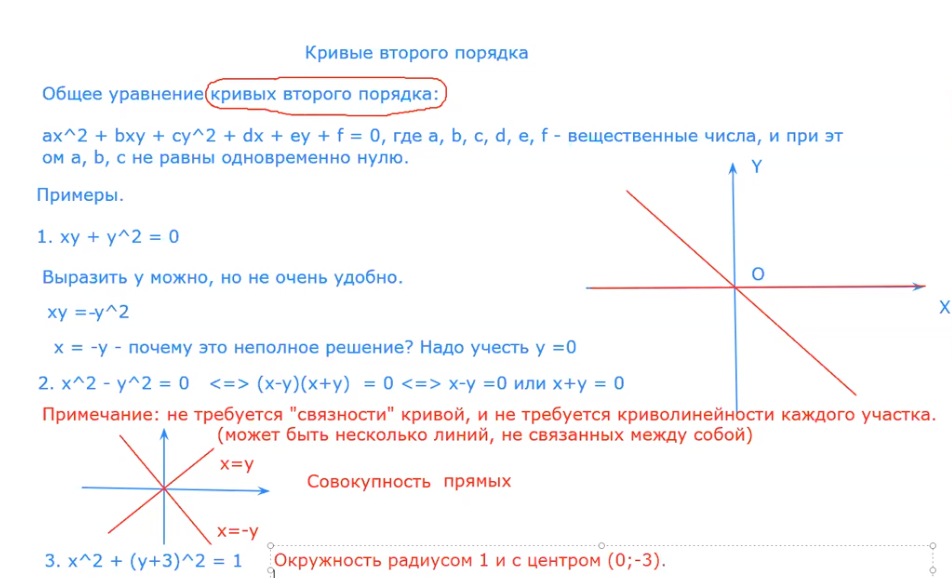 Кривые второго порядка
Общее уравнение кривых второго порядка:
ax^2 + bxy + cy^2 + dx + ey + f = 0, где a, b, c, d, e, f - вещественные числа, и при эт
ом a, b, c не равны одновременно нулю.
Y
Примеры.
1. xy + y^2 = 0
Выразить y можно, но не очень удобно.
O
X
xy =-y^2
x = -y - почему это неполное решение? Надо учесть y =0
2. x^2 - y^2 = 0 <=> (x-y)(x+y) = 0 <=> x-y =0 или x+y = 0
Примечание: не требуется "связности" кривой, и не требуется криволинейности каждого участка.
(может быть несколько линий, не связанных между собой)
x=y
Совокупность прямых
x=-y
3. x^2 + (y+3)^2 = 1 Окружность радиусом 1 и с центром (0;-3).